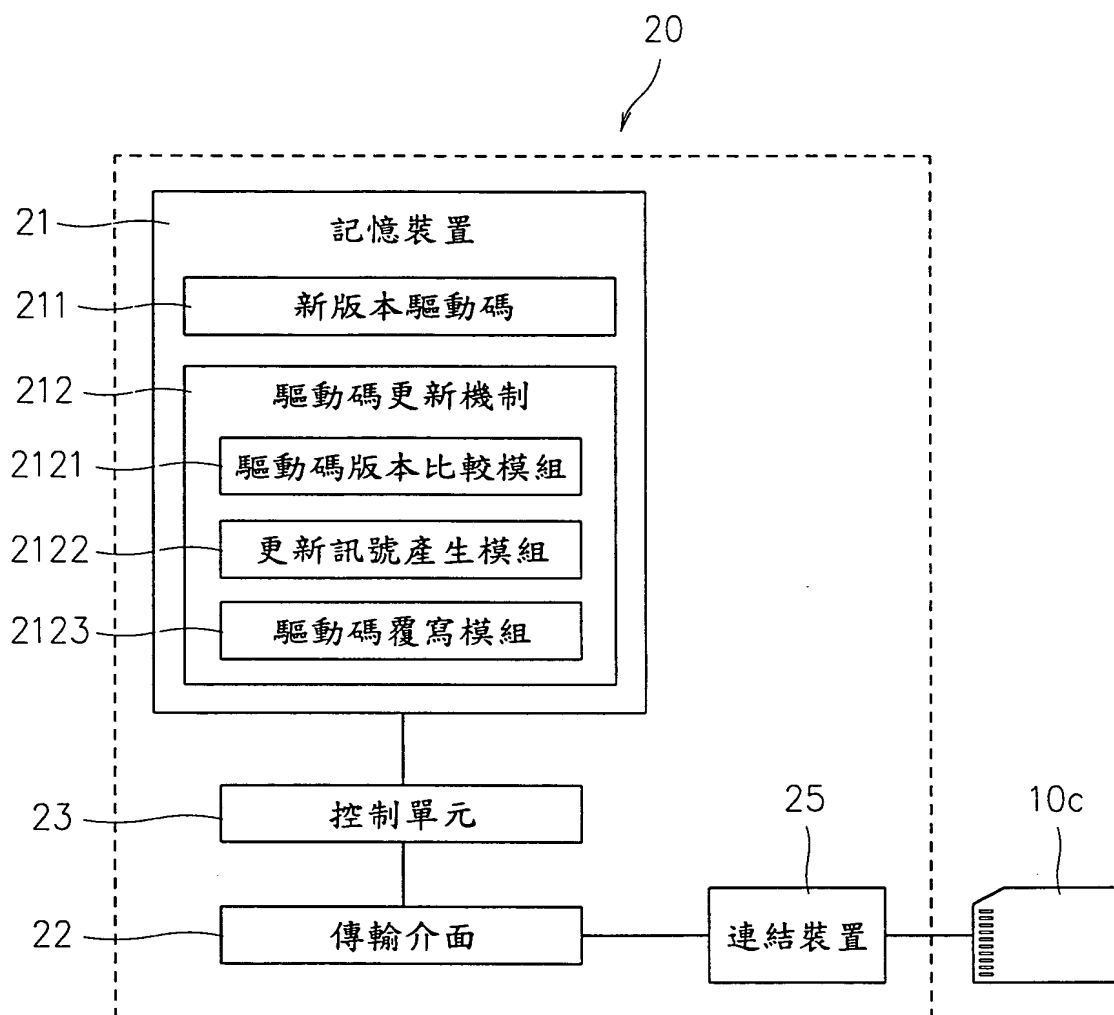 20
21
記憶裝置
211
新版本驅動碼
212
驅動碼更新機制
2121
驅動碼版本比較模組
2122
更新訊號產生模組
2123
驅動碼覆寫模組
23
控制單元
25
10c
22
傳輸介面
連結裝置